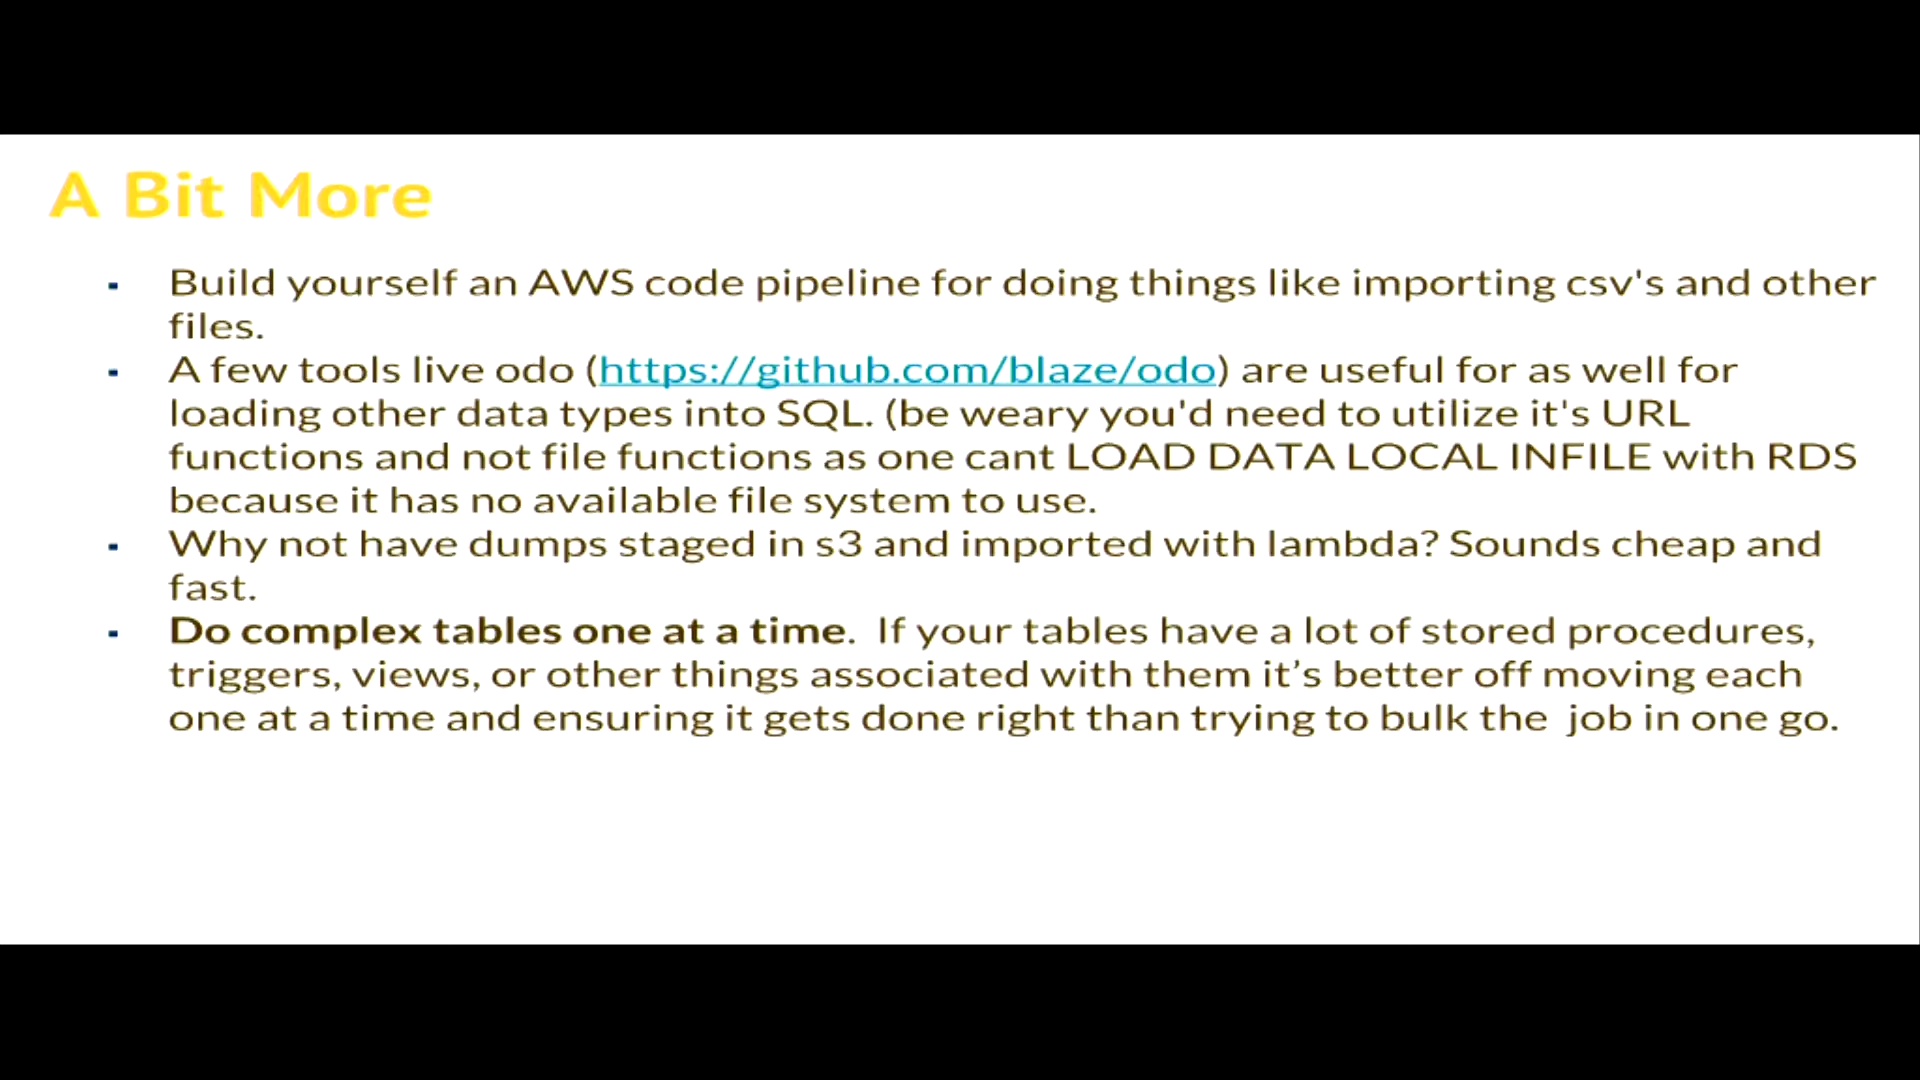 A Bit More
- Build yourself an AWS code pipeline for doing things like importing csv's and other
files.
- A few tools live odo (https://github.com/blaze/odo) are useful for as well for
loading other data types into SQL. (be weary you'd need to utilize it's URL
functions and not file functions as one cant LOAD DATA LOCAL INFILE with RDS
because it has no available file system to use.
- Why not have dumps staged in s3 and imported with lambda? Sounds cheap and
fast.
- Do complex tables one at a time.  If your tables have a lot of stored procedures,
triggers, views, or other things associated with them it’s better off moving each
one at a time and ensuring it gets done right than trying to bulk the  job in one go.